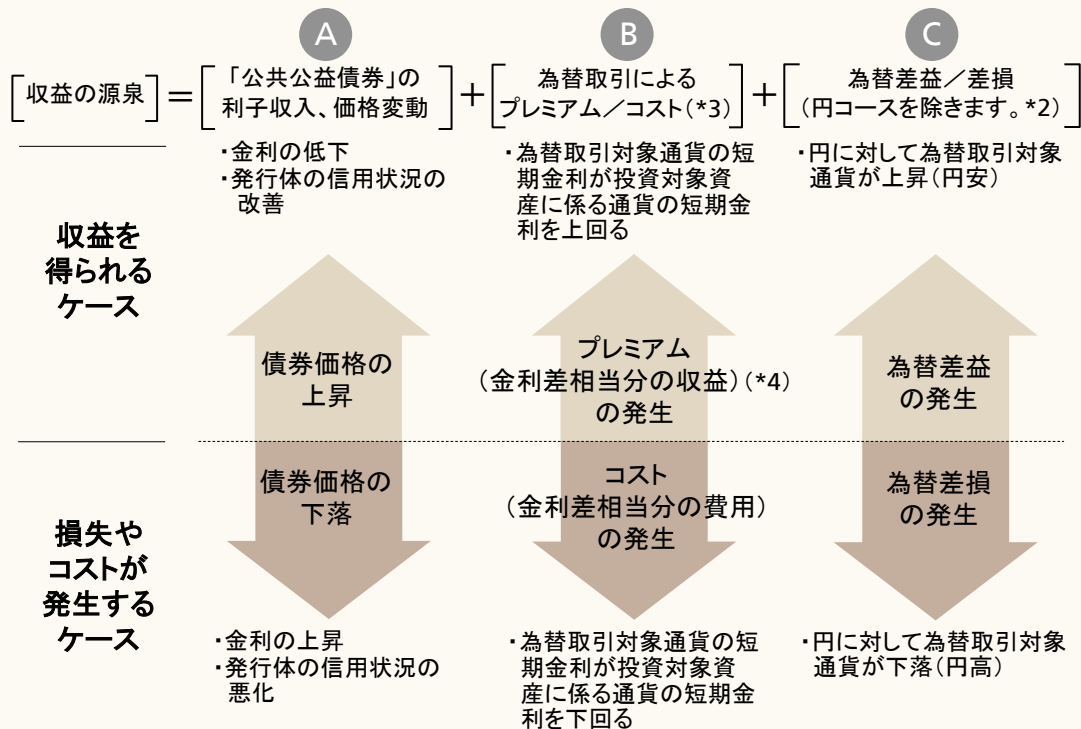 A
B
C
[収益の源泉]=[「公共公益債券」の
利子収入、価格変動]+[為替取引による
プレミアム/コスト(*3)]+[為替差益/差損
(円コースを除きます。*2)]
・金利の低下
・発行体の信用状況の
改善
・為替取引対象通貨の短
期金利が投資対象資
産に係る通貨の短期金
利を上回る
・円に対して為替取引対象
通貨が上昇(円安)
収益を
得られる
ケース
債券価格の
上昇
プレミアム
(金利差相当分の収益)(*4)
の発生
為替差益
の発生
債券価格の
下落
コスト
(金利差相当分の費用)
の発生
為替差損
の発生
損失や
コストが
発生する
ケース
・金利の上昇
・発行体の信用状況の
悪化
・為替取引対象通貨の短
期金利が投資対象資
産に係る通貨の短期金
利を下回る
・円に対して為替取引対象
通貨が下落(円高)